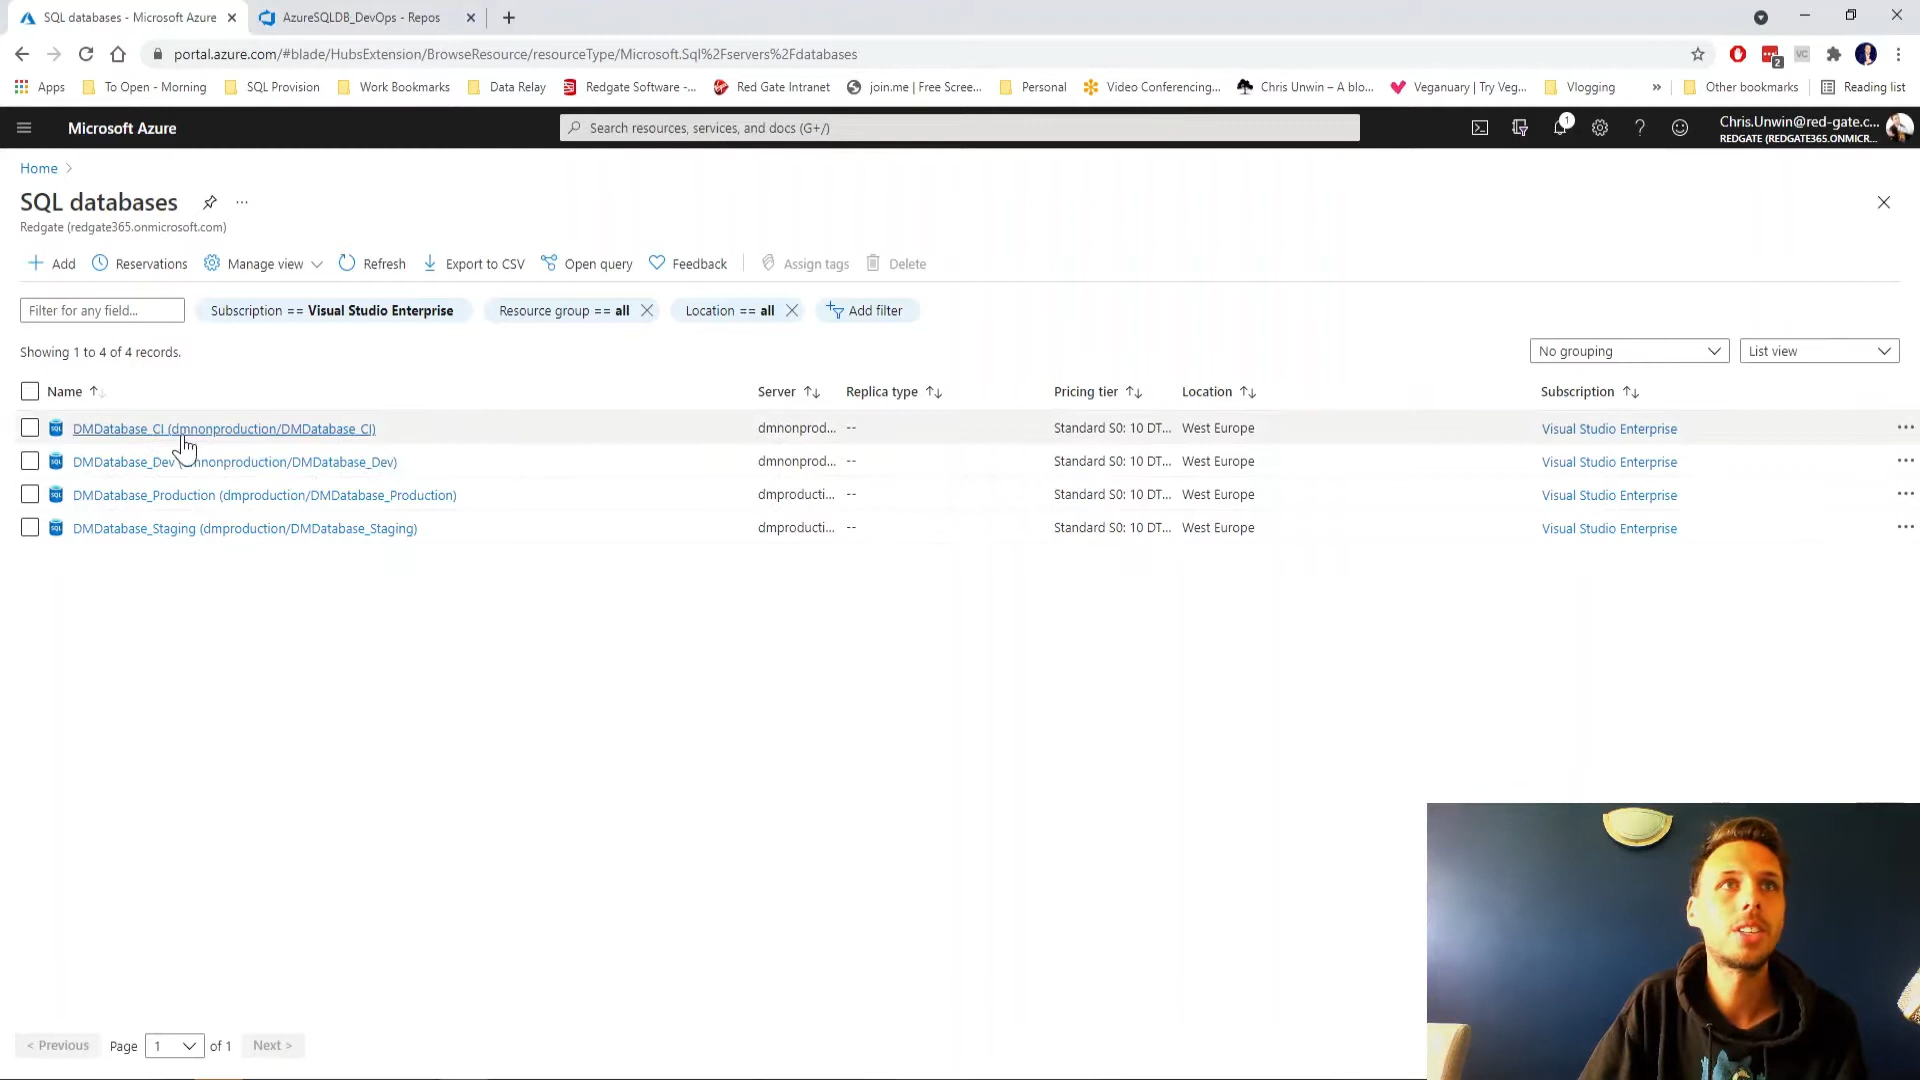 SQL databases - Microsoft Azure
AzureSQLDB_DevOps - Repos
portal.azure.com/#blade/HubsExtension/BrowseResource/resourceType/Microsoft.Sql%2Fservers%2Fdatabases
2
VC
Apps
To Open - Morning
SQL Provision
Work Bookmarks
Data Relay
Redgate Software -...
Red Gate Intranet
join.me | Free Scree...
Personal
Video Conferencing...
Chris Unwin – A blo...
Veganuary | Try Veg...
Vlogging
»
Other bookmarks
Reading list
Microsoft Azure
Search resources, services, and docs (G+/)
1
Chris.Unwin@red-gate.c...
REDGATE (REDGATE365.ONMICR...
Home >
SQL databases
...
Redgate (redgate365.onmicrosoft.com)
+ Add
Reservations
Manage view
Refresh
Export to CSV
Open query
Feedback
Assign tags
Delete
Filter for any field...
Subscription == Visual Studio Enterprise
Resource group == all
Location == all
Add filter
Showing 1 to 4 of 4 records.
No grouping
List view
Name
Server
Replica type
Pricing tier
Location
Subscription
SQL DMDatabase_CI (dmnonproduction/DMDatabase_CI) dmnonprod... -- Standard S0: 10 DT... West Europe Visual Studio Enterprise ...
SQL DMDatabase_Dev (dmnonproduction/DMDatabase_Dev) dmnonprod... -- Standard S0: 10 DT... West Europe Visual Studio Enterprise ...
SQL DMDatabase_Production (dmproduction/DMDatabase_Production) dmproducti... -- Standard S0: 10 DT... West Europe Visual Studio Enterprise ...
SQL DMDatabase_Staging (dmproduction/DMDatabase_Staging) dmproducti... -- Standard S0: 10 DT... West Europe Visual Studio Enterprise ...
< Previous
Page
1
of 1
Next >